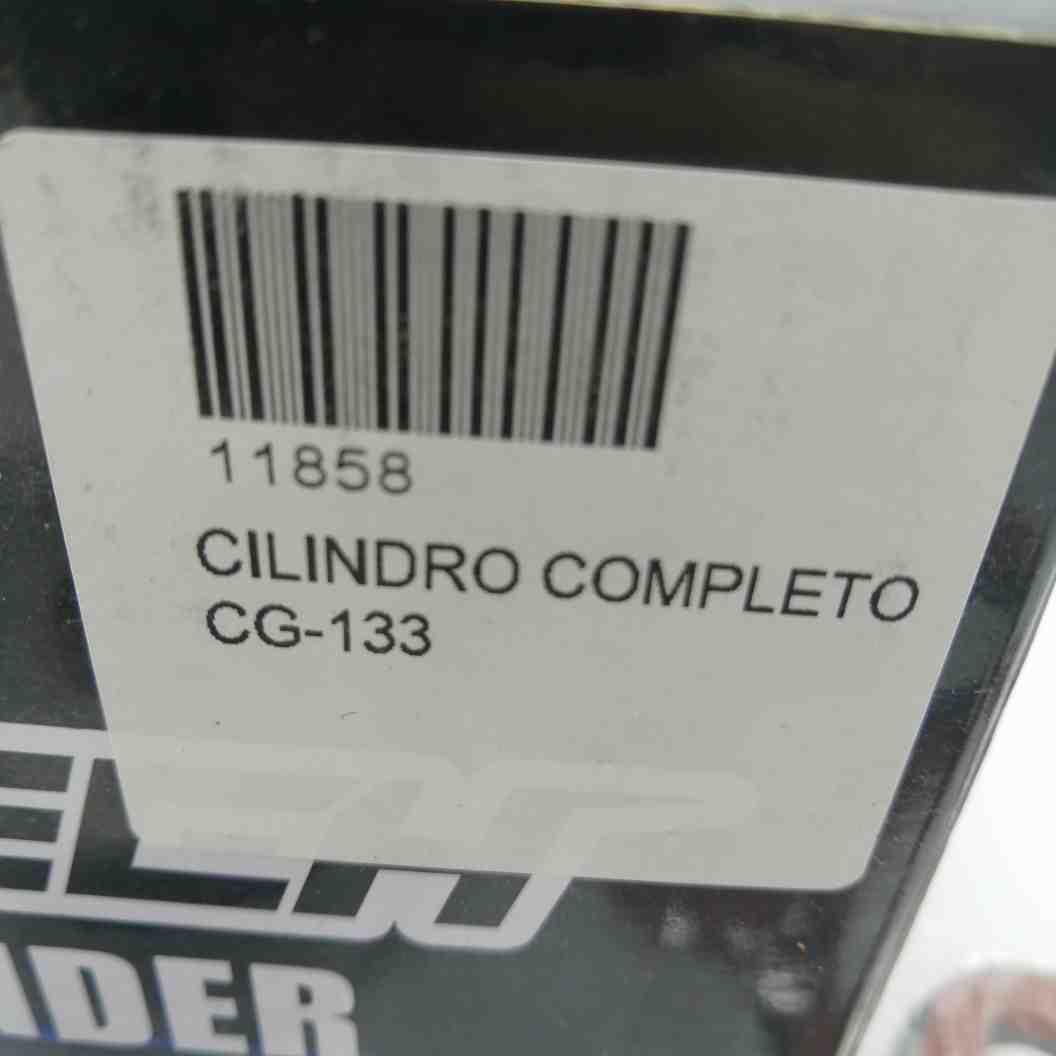 11858
CILINDRO COMPLETO
CG-133